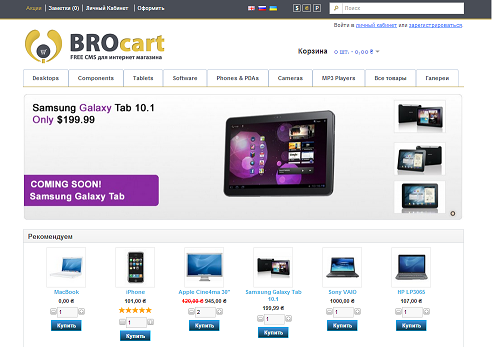 Акции Заметки (0) Личный Кабинет Оформить $ € Р Поиск
Войти в личный кабинет или зарегистрироваться
BROcart
FREE CMS для интернет магазина
Корзина 0 шт. - 0,00 ₴
Desktops Components Tablets Software Phones & PDAs Cameras MP3 Players Все товары Галереи
Samsung Galaxy Tab 10.1
Only $199.99
COMING SOON!
Samsung Galaxy Tab
Рекомендуем
MacBook iPhone Apple Cinema 30" Samsung Galaxy Tab 10.1 Sony VAIO HP LP3065
0,00 ₴ 101,00 ₴ 120,00 ₴ 945,00 ₴ 199,99 ₴ 1000,00 ₴ 107,00 ₴
1 1 2 1 1 1
Купить Купить Купить Купить Купить Купить